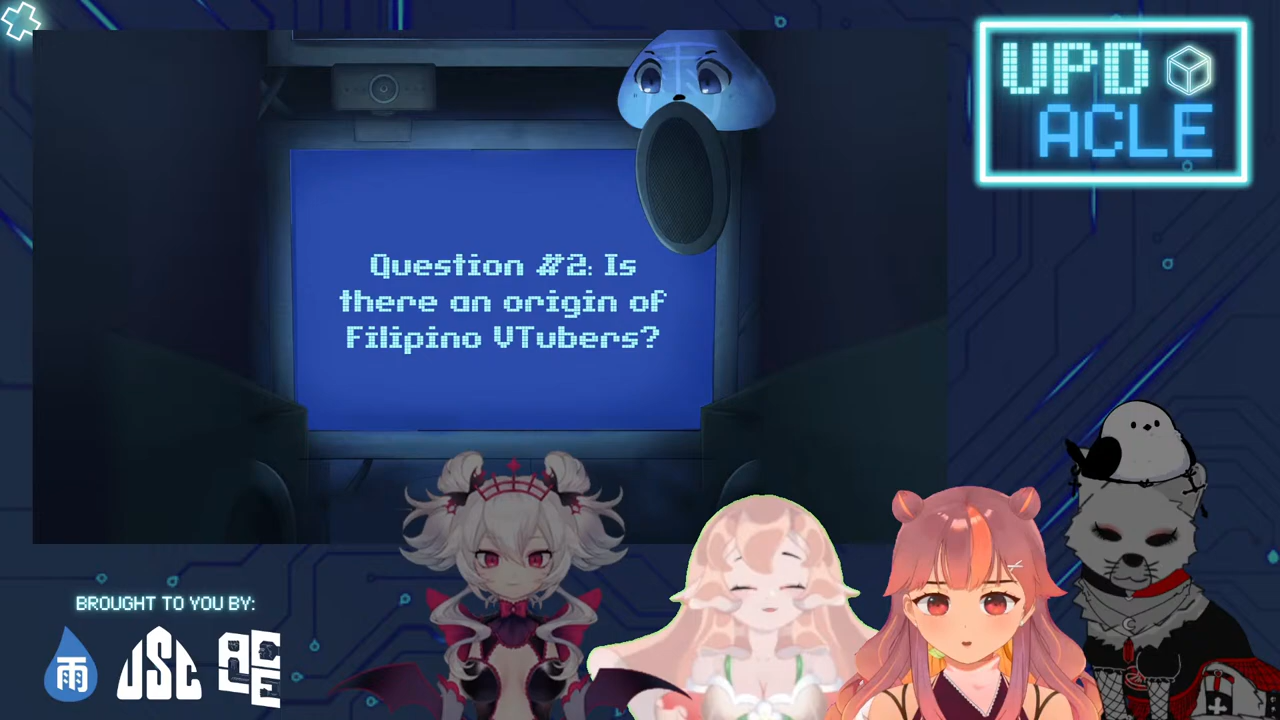 UPD
ACLE
Question #2: Is
there an origin of
Filipino VTubers?
BROUGHT TO YOU BY:
雨
USC
ACLE